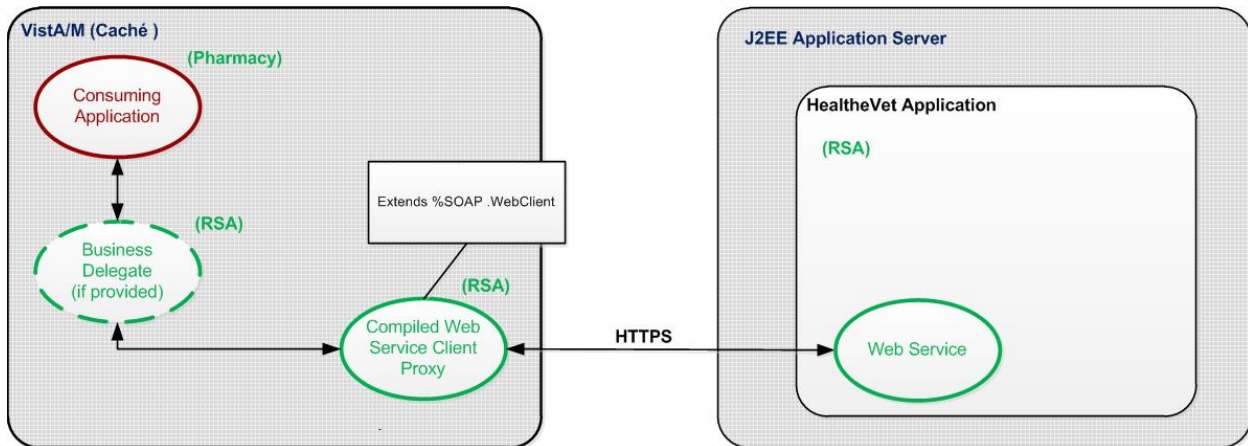 VistA/M (Caché )
(Pharmacy)
Consuming
Application
(RSA)
Business
Delegate
(if provided)
Extends %SOAP .WebClient
(RSA)
Compiled Web
Service Client
Proxy
HTTPS
J2EE Application Server
HealtheVet Application
(RSA)
Web Service